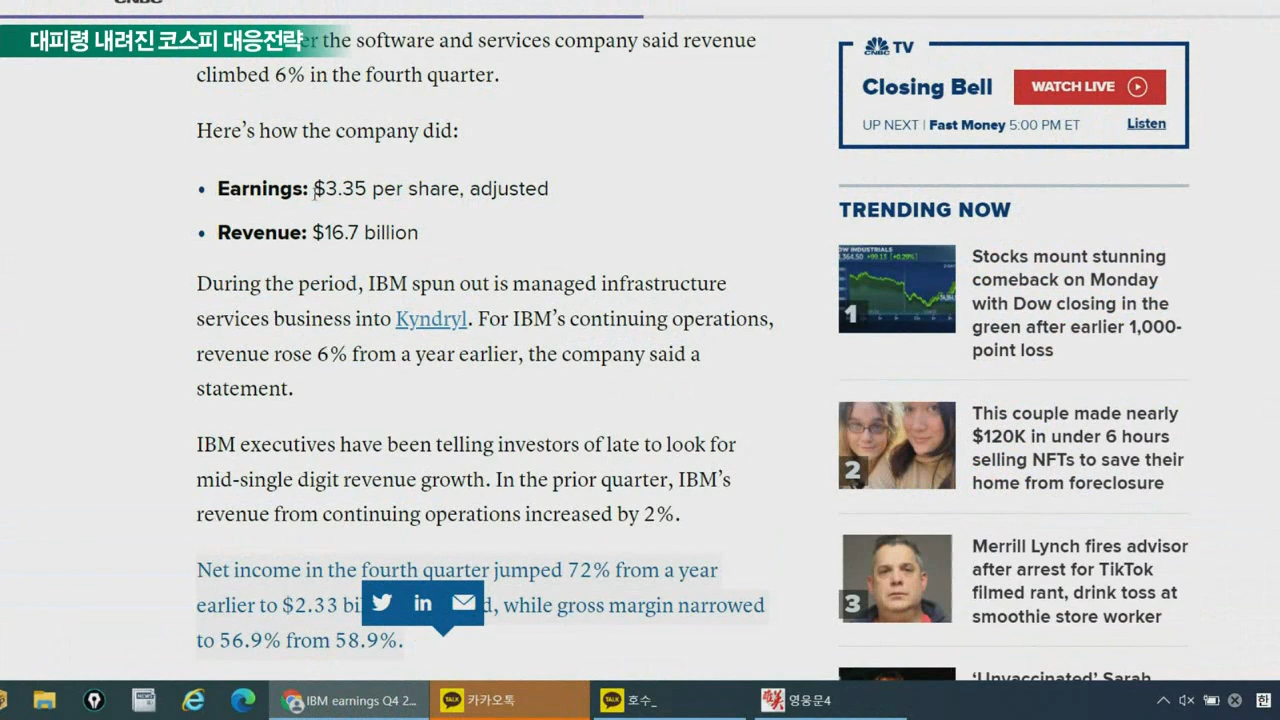 CNBC
대피령 내려진 코스피 대응전략
the software and services company said revenue
climbed 6% in the fourth quarter.
Here's how the company did:
• Earnings: $3.35 per share, adjusted
• Revenue: $16.7 billion
During the period, IBM spun out is managed infrastructure
services business into Kyndryl. For IBM's continuing operations,
revenue rose 6% from a year earlier, the company said a
statement.
IBM executives have been telling investors of late to look for
mid-single digit revenue growth. In the prior quarter, IBM's
revenue from continuing operations increased by 2%.
Net income in the fourth quarter jumped 72% from a year
earlier to $2.33 while gross margin narrowed
to 56.9% from 58.9%.
CNBC TV
Closing Bell
WATCH LIVE
UP NEXT | Fast Money 5:00 PM ET
Listen
TRENDING NOW
1
Stocks mount stunning
comeback on Monday
with Dow closing in the
green after earlier 1,000-
point loss
2
This couple made nearly
$120K in under 6 hours
selling NFTs to save their
home from foreclosure
3
Merrill Lynch fires advisor
after arrest for TikTok
filmed rant, drink toss at
smoothie store worker
'Unvaccinated' Sarah
NEWS
IBM earnings Q4 2...
TALK
카카오톡
TALK
호수_
영웅문4
한